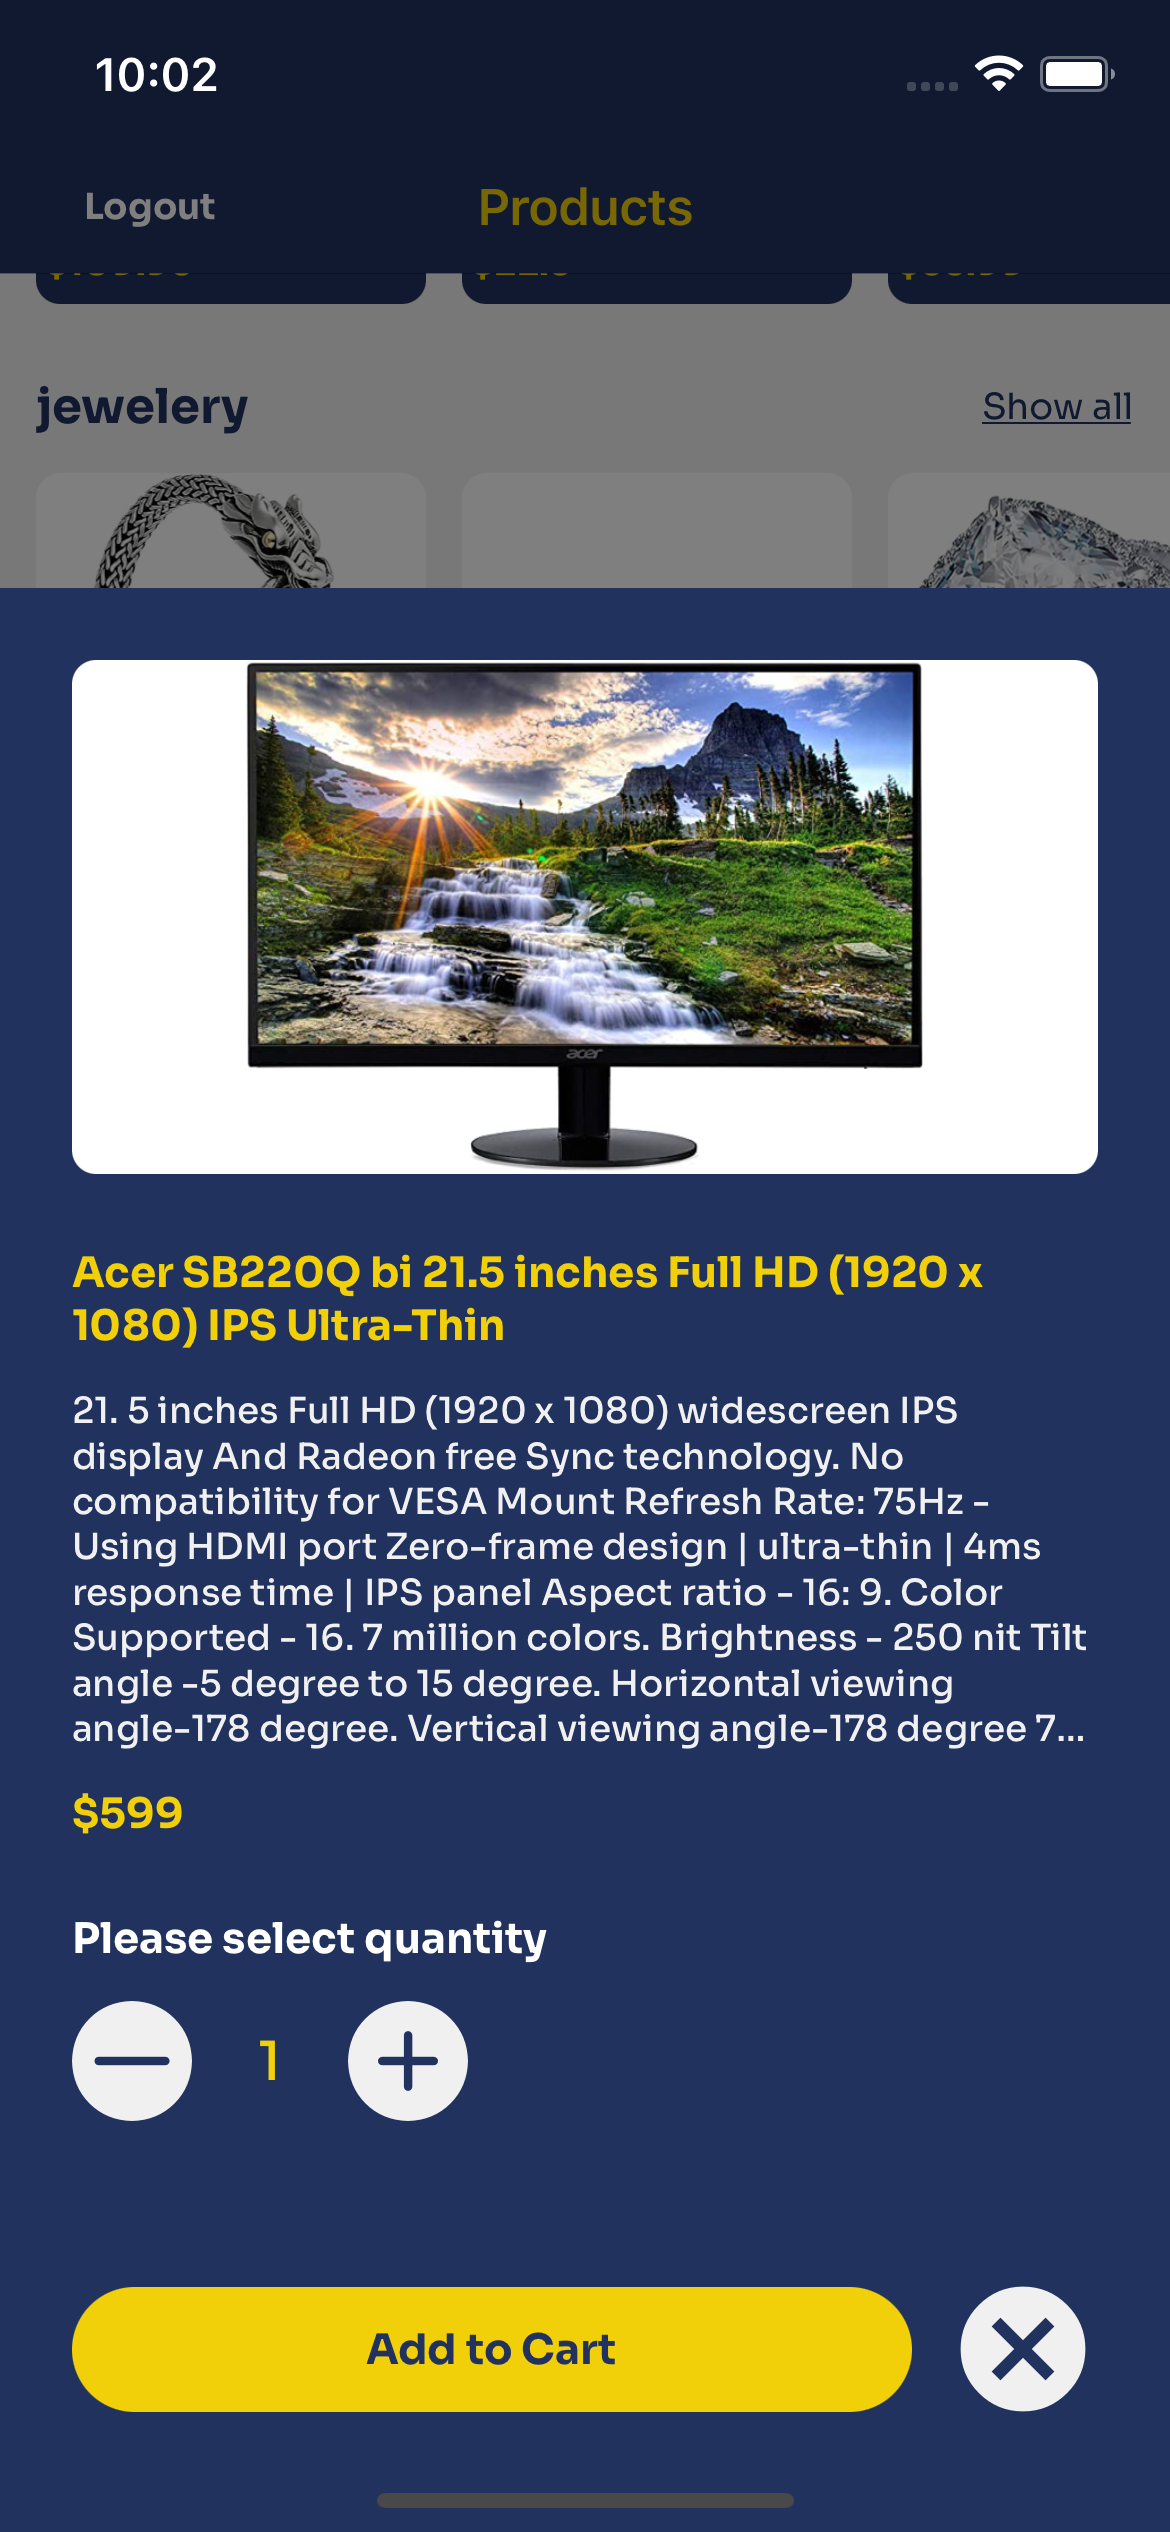 10:02
Logout
Products
jewelery
Show all
acer
Acer SB220Q bi 21.5 inches Full HD (1920 x
1080) IPS Ultra-Thin
21. 5 inches Full HD (1920 x 1080) widescreen IPS
display And Radeon free Sync technology. No
compatibility for VESA Mount Refresh Rate: 75Hz -
Using HDMI port Zero-frame design | ultra-thin | 4ms
response time | IPS panel Aspect ratio - 16: 9. Color
Supported - 16. 7 million colors. Brightness - 250 nit Tilt
angle -5 degree to 15 degree. Horizontal viewing
angle-178 degree. Vertical viewing angle-178 degree 7...
$599
Please select quantity
1
Add to Cart